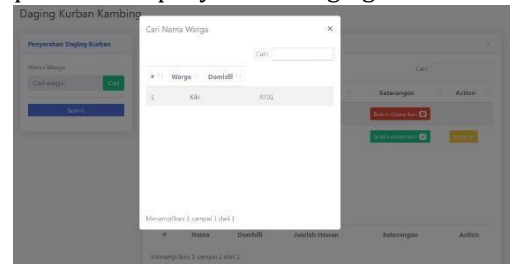 Daging Kurban Kambing
Penyerahan Daging Kurban
Nama Warga
Cari warga...
Cari
Submit
Cari Nama Warga
×
Cari:
# Warga Domisili
1 Kiki RT01
Menampilkan 1 sampai 1 dari 1
Cari:
Keterangan Action
Belum diserahkan
Sudah diserahkan
# Nama Domisili Jumlah Hewan Keterangan Action
Menampilkan 1 sampai 2 dari 2